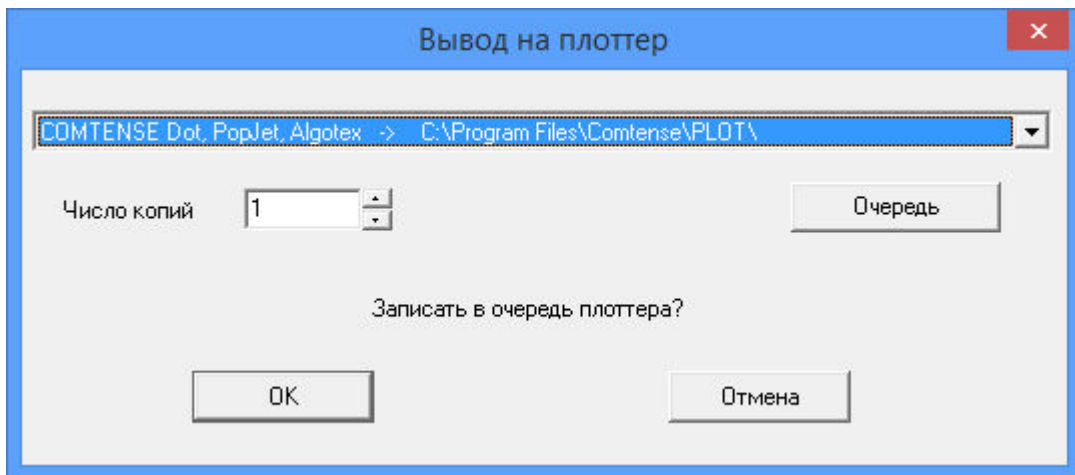 Вывод на плоттер
COMTENSE Dot, PopJet, Algotex -> C:\Program Files\Comtense\PLOT\
Число копий 1 Очередь
Записать в очередь плоттера?
OK Отмена